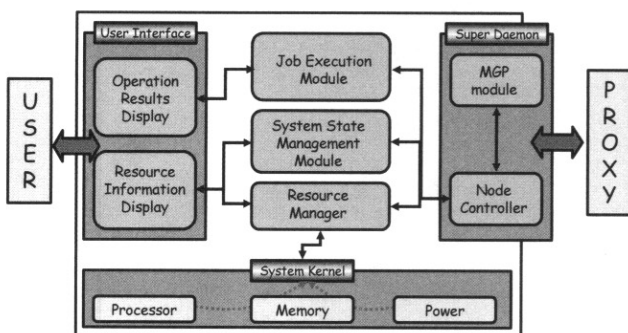 User Interface
Super Daemon
USER
Operation
Results
Display
Resource
Information
Display
Job Execution
Module
System State
Management
Module
Resource
Manager
MGP
module
Node
Controller
PROXY
System Kernel
Processor
Memory
Power